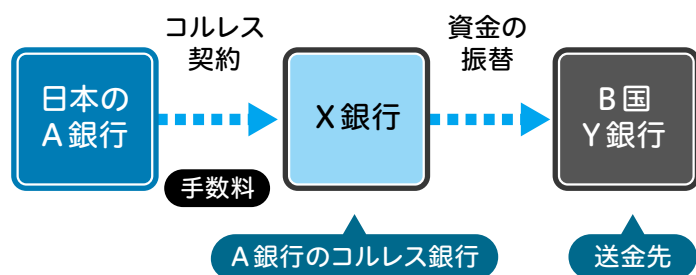 コルレス
契約
資金の
振替
日本の
A銀行
X銀行
B国
Y銀行
手数料
A銀行のコルレス銀行
送金先